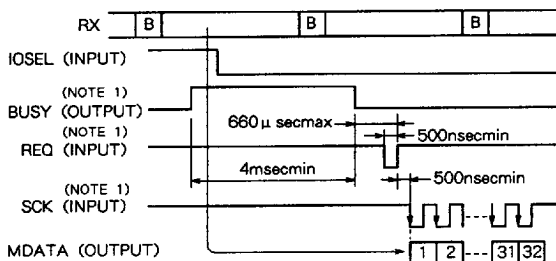 RX B B B
IOSEL (INPUT)
(NOTE 1)
BUSY (OUTPUT)
660μ secmax
(NOTE 1)
500nsecmin
REQ (INPUT)
4msecmin
500nsecmin
(NOTE 1)
SCK (INPUT)
MDATA (OUTPUT) 1 2 31 32